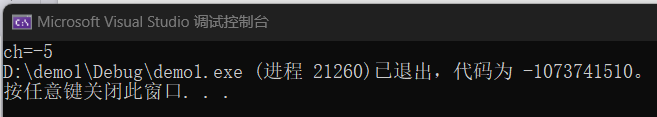 Microsoft Visual Studio 调试控制台
ch=-5
D:\demo1\Debug\demo1.exe (进程 21260)已退出，代码为 -1073741510。
按任意键关闭此窗口. . .